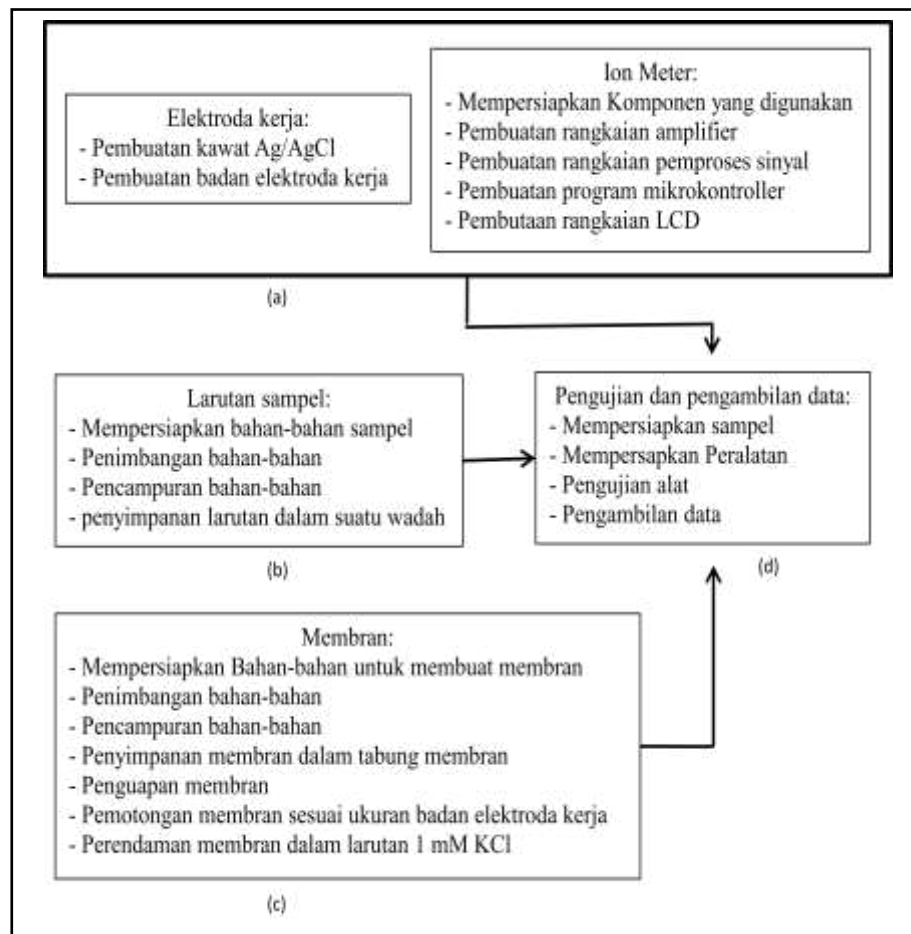 Elektroda kerja:
- Pembuatan kawat Ag/AgCl
- Pembuatan badan elektroda kerja
Ion Meter:
- Mempersiapkan Komponen yang digunakan
- Pembuatan rangkaian amplifier
- Pembuatan rangkaian pemproses sinyal
- Pembuatan program mikrokontroller
- Pembutaan rangkaian LCD
(a)
Larutan sampel:
- Mempersiapkan bahan-bahan sampel
- Penimbangan bahan-bahan
- Pencampuran bahan-bahan
- penyimpanan larutan dalam suatu wadah
(b)
Pengujian dan pengambilan data:
- Mempersiapkan sampel
- Mempersapkan Peralatan
- Pengujian alat
- Pengambilan data
(d)
Membran:
- Mempersiapkan Bahan-bahan untuk membuat membran
- Penimbangan bahan-bahan
- Pencampuran bahan-bahan
- Penyimpanan membran dalam tabung membran
- Penguapan membran
- Pemotongan membran sesuai ukuran badan elektroda kerja
- Perendaman membran dalam larutan 1 mM KCl
(c)